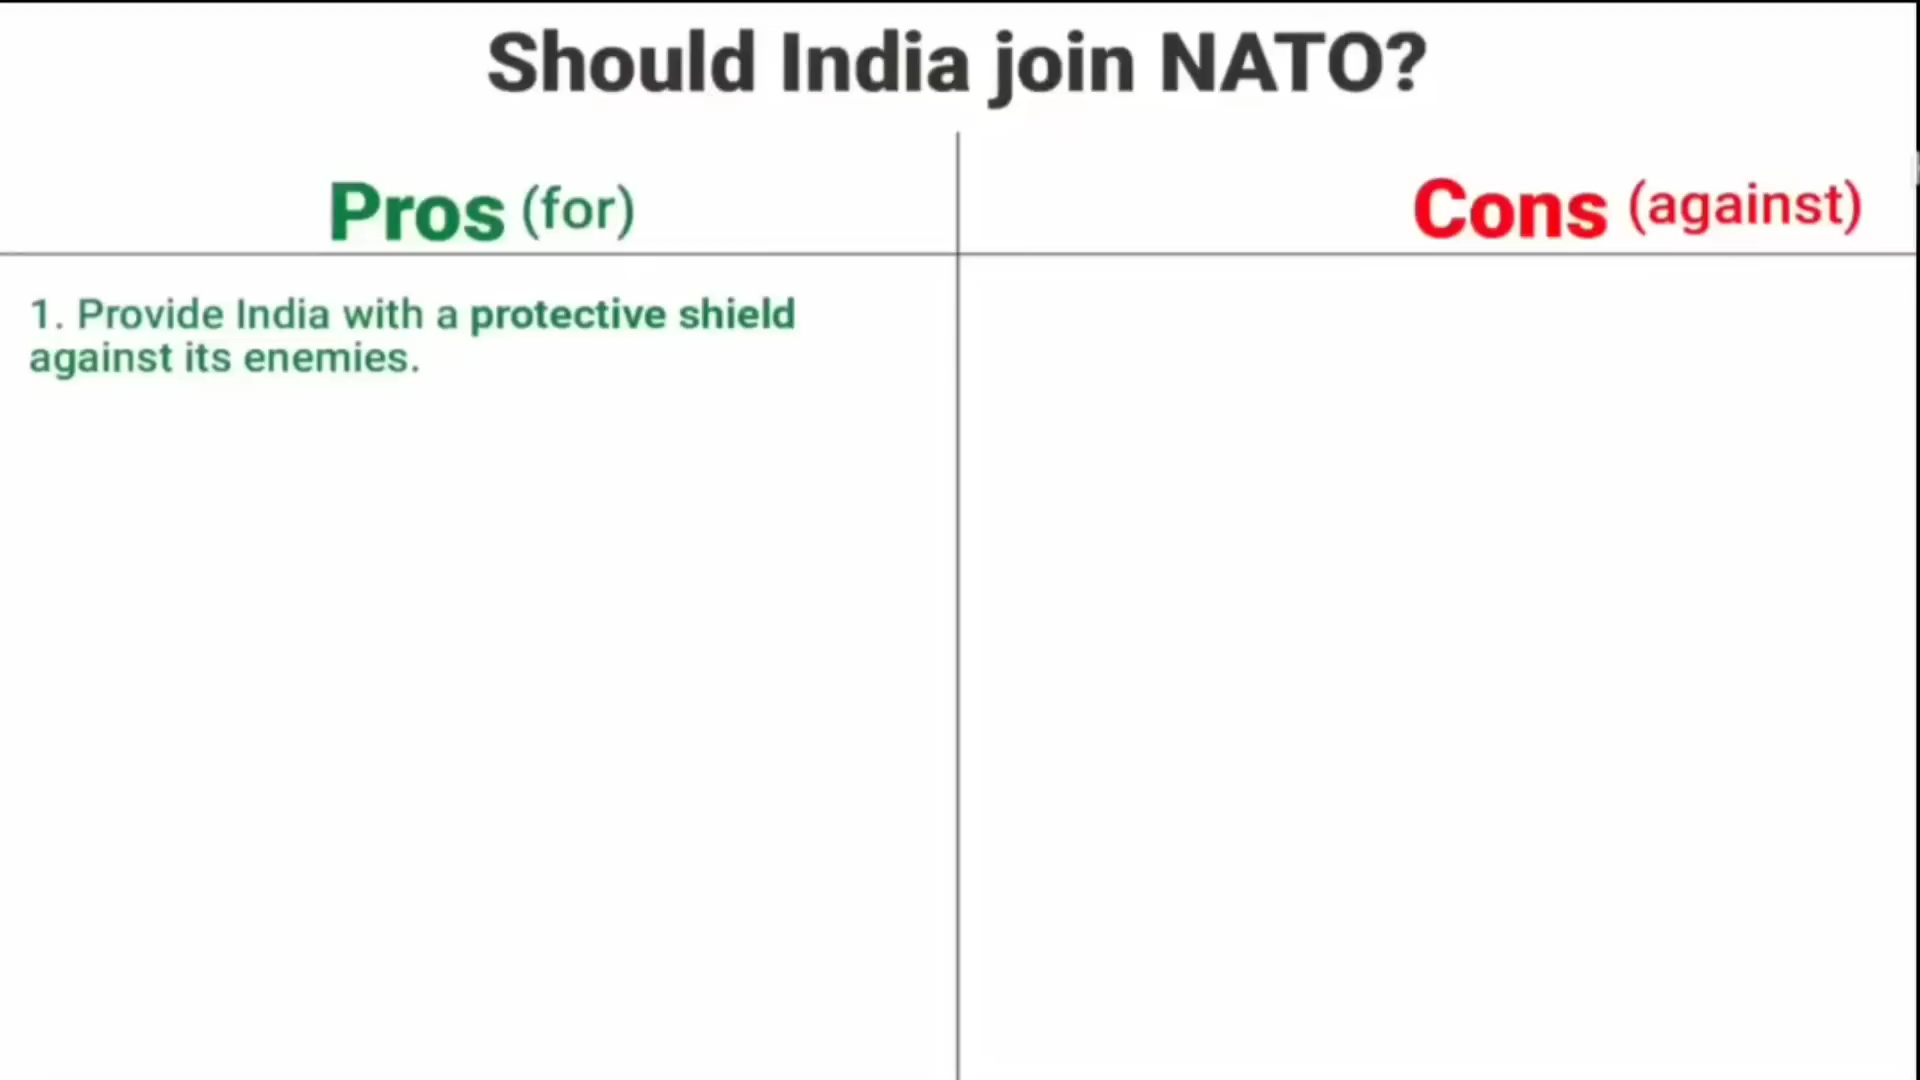 Should India join NATO?
Pros (for)
Cons (against)
1. Provide India with a protective shield
against its enemies.